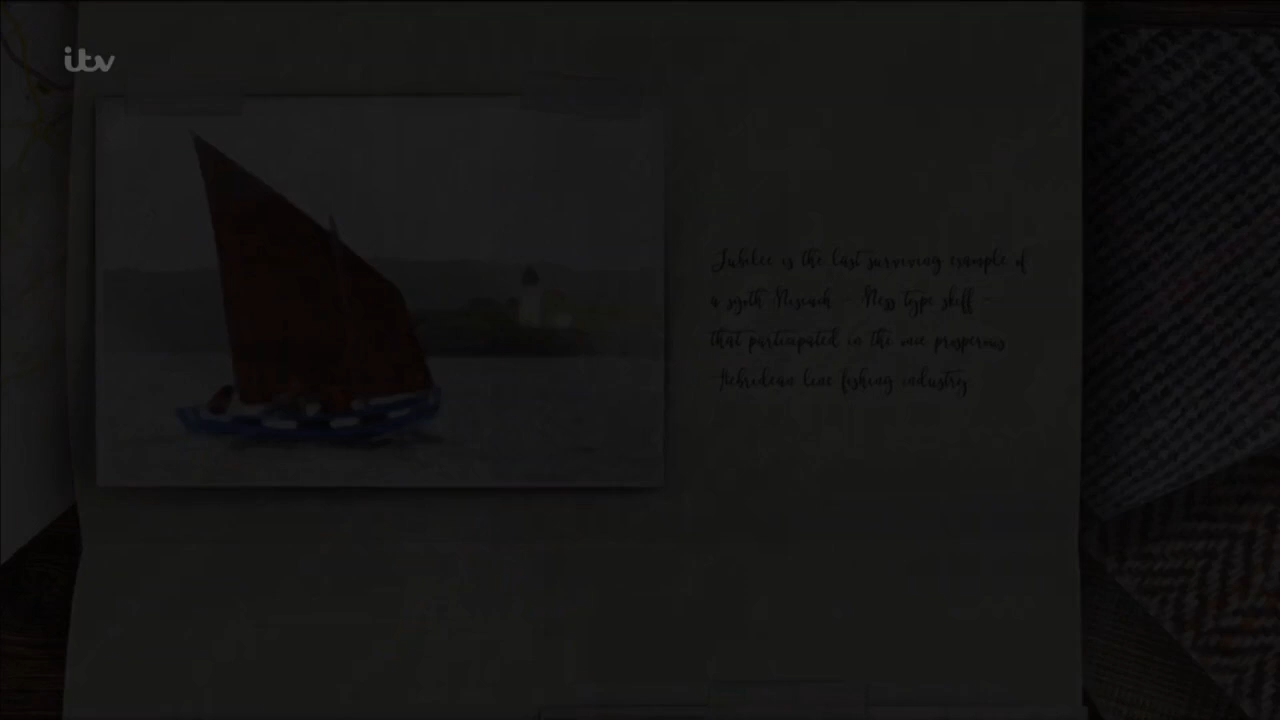 itv
Jubilee is the last surviving example of
a sgoth Niseach - Ness type skiff -
that participated in the once prosperous
Hebridean line fishing industry